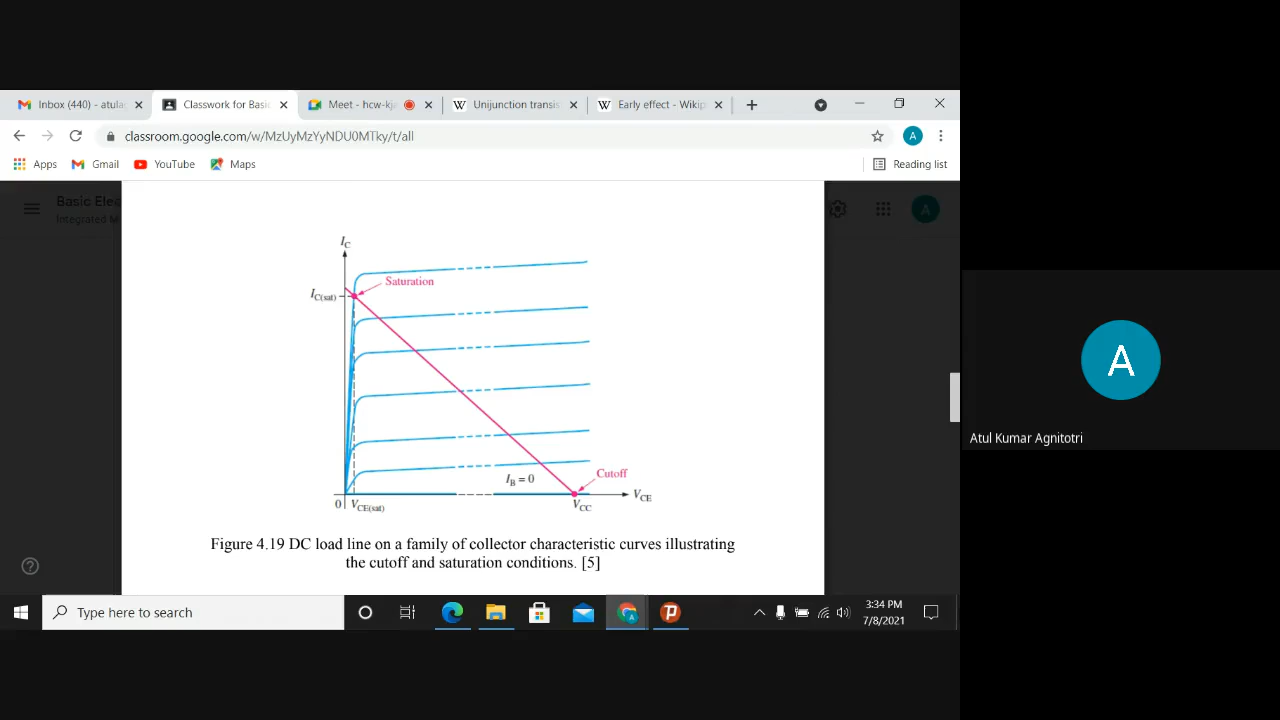 Inbox (440) - atula
Classwork for Basic
Meet - hcw-kj
Unijunction transis
Early effect - Wikip
classroom.google.com/w/MzUyMzYyNDU0MTky/t/all
A
Apps
Gmail
YouTube
Maps
Reading list
Basic Ele
Integrated M
A
I_C
Saturation
I_C(sat)
I_B = 0
Cutoff
0
V_CE(sat)
V_CC
V_CE
Figure 4.19 DC load line on a family of collector characteristic curves illustrating
the cutoff and saturation conditions. [5]
Type here to search
3:34 PM
7/8/2021
A
Atul Kumar Agnitotri